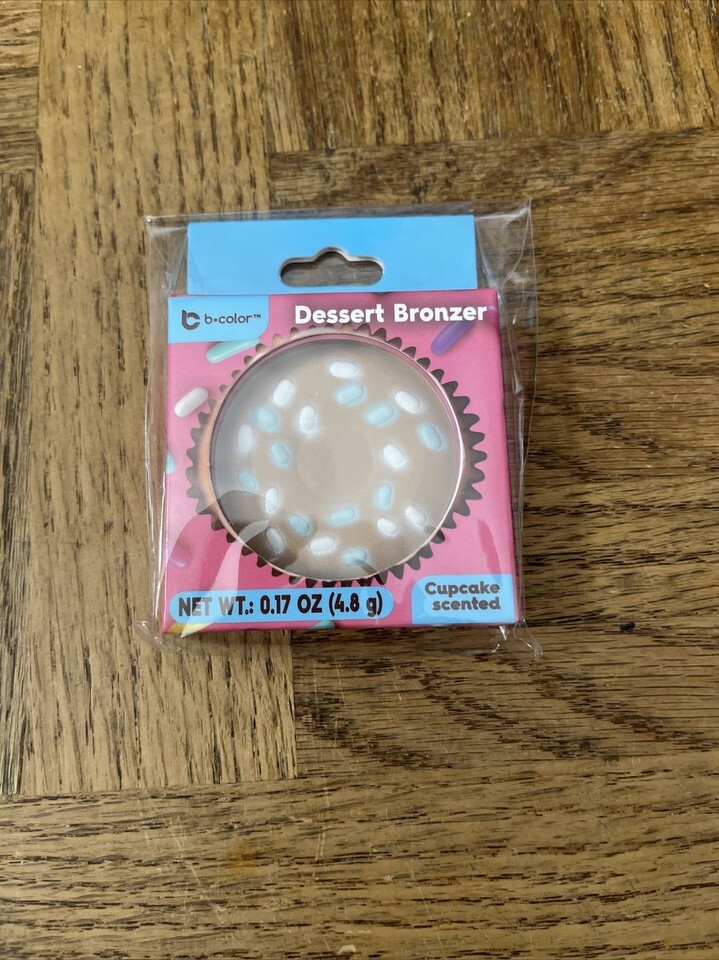 b•color™
Dessert Bronzer
NET WT.: 0.17 OZ (4.8 g)
Cupcake
scented